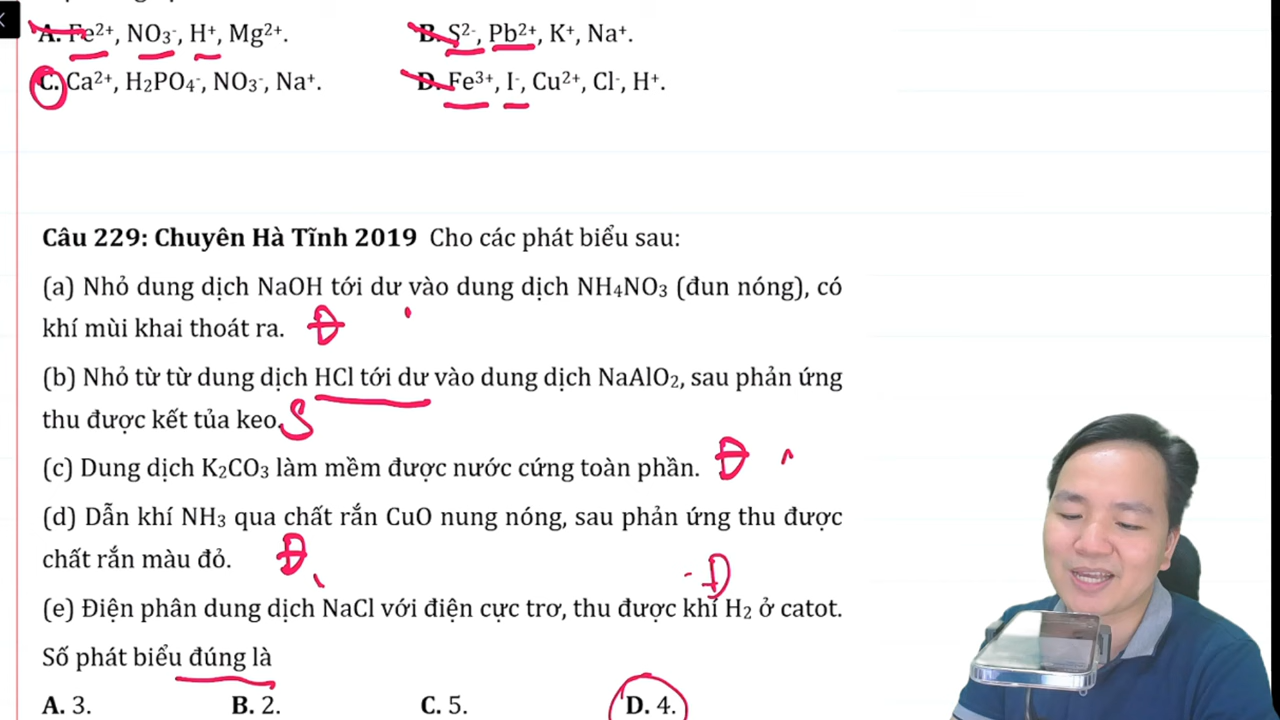 A. Fe²⁺, NO₃⁻, H⁺, Mg²⁺. B. S²⁻, Pb²⁺, K⁺, Na⁺.
C. Ca²⁺, H₂PO₄⁻, NO₃⁻, Na⁺. D. Fe³⁺, I⁻, Cu²⁺, Cl⁻, H⁺.
Câu 229: Chuyên Hà Tĩnh 2019 Cho các phát biểu sau:
(a) Nhỏ dung dịch NaOH tới dư vào dung dịch NH₄NO₃ (đun nóng), có
khí mùi khai thoát ra. Đ
(b) Nhỏ từ từ dung dịch HCl tới dư vào dung dịch NaAlO₂, sau phản ứng
thu được kết tủa keo. S
(c) Dung dịch K₂CO₃ làm mềm được nước cứng toàn phần. Đ
(d) Dẫn khí NH₃ qua chất rắn CuO nung nóng, sau phản ứng thu được
chất rắn màu đỏ. Đ
Đ
(e) Điện phân dung dịch NaCl với điện cực trơ, thu được khí H₂ ở catot.
Số phát biểu đúng là
A. 3. B. 2. C. 5. D. 4.